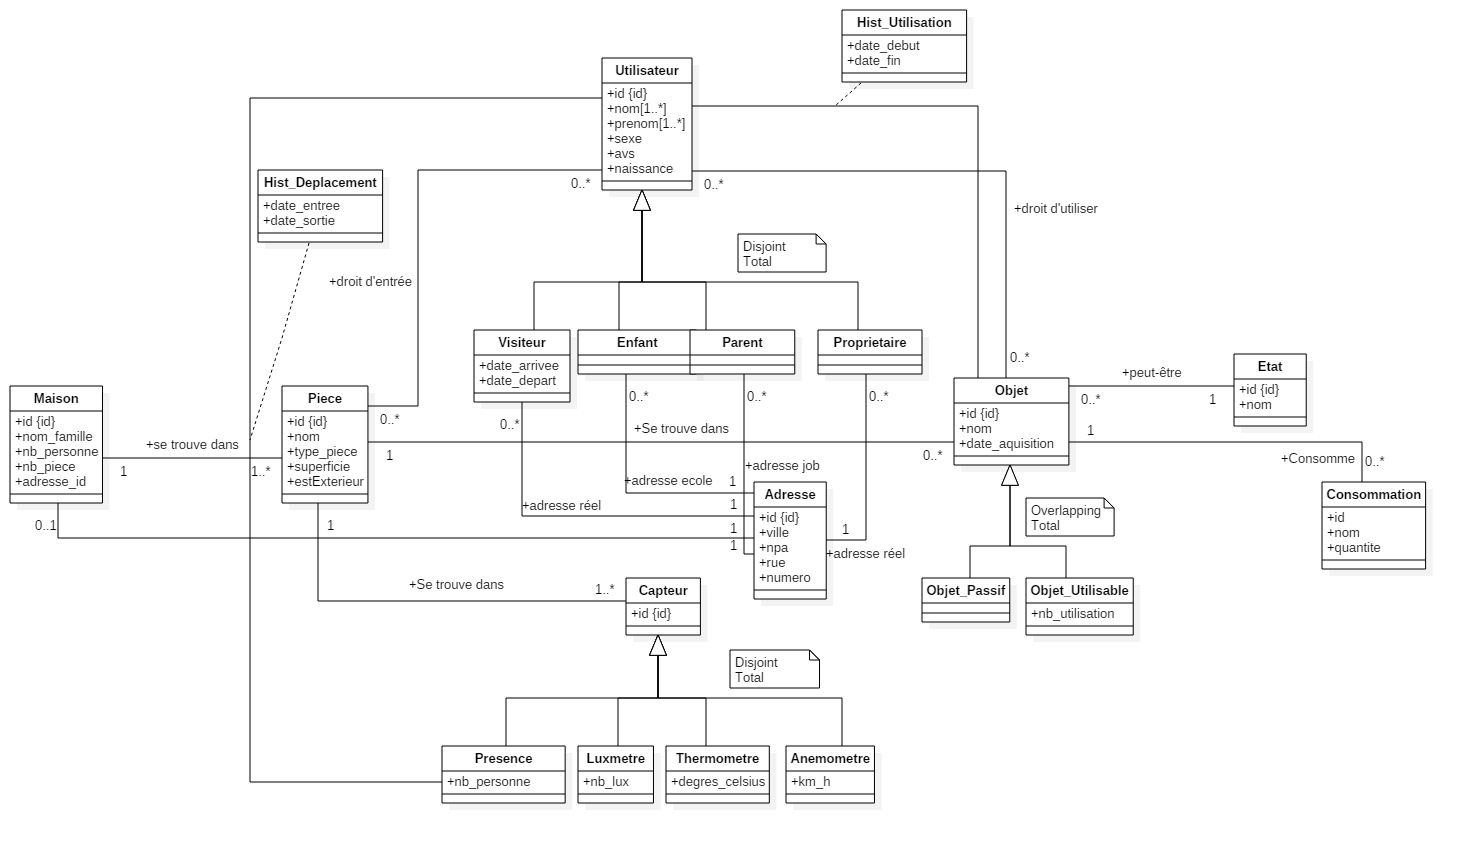 Hist_Utilisation
+date_debut
+date_fin
Utilisateur
+id {id}
+nom[1..*]
+prenom[1..*]
+sexe
+avs
+naissance
Hist_Deplacement
+date_entree
+date_sortie
0..*
0..*
+droit d'utiliser
+droit d'entrée
Disjoint
Total
Visiteur
+date_arrivee
+date_depart
Enfant
Parent
Proprietaire
0..*
Etat
+id {id}
+nom
+peut-être
0..*
1
Maison
+id {id}
+nom_famille
+nb_personne
+nb_piece
+adresse_id
Piece
+id {id}
+nom
+type_piece
+superficie
+estExterieur
Objet
+id {id}
+nom
+date_aquisition
0..*
0..*
0..*
0..*
0..*
+se trouve dans
1
1..*
+Se trouve dans
1
0..*
1
+Consomme
0..*
+adresse job
+adresse ecole
1
+adresse réel
1
1
1
1
+adresse réel
Adresse
+id {id}
+ville
+npa
+rue
+numero
Consommation
+id
+nom
+quantite
Overlapping
Total
0..1
1
+Se trouve dans
1..*
Capteur
+id {id}
Objet_Passif
Objet_Utilisable
+nb_utilisation
Disjoint
Total
Presence
+nb_personne
Luxmetre
+nb_lux
Thermometre
+degres_celsius
Anemometre
+km_h